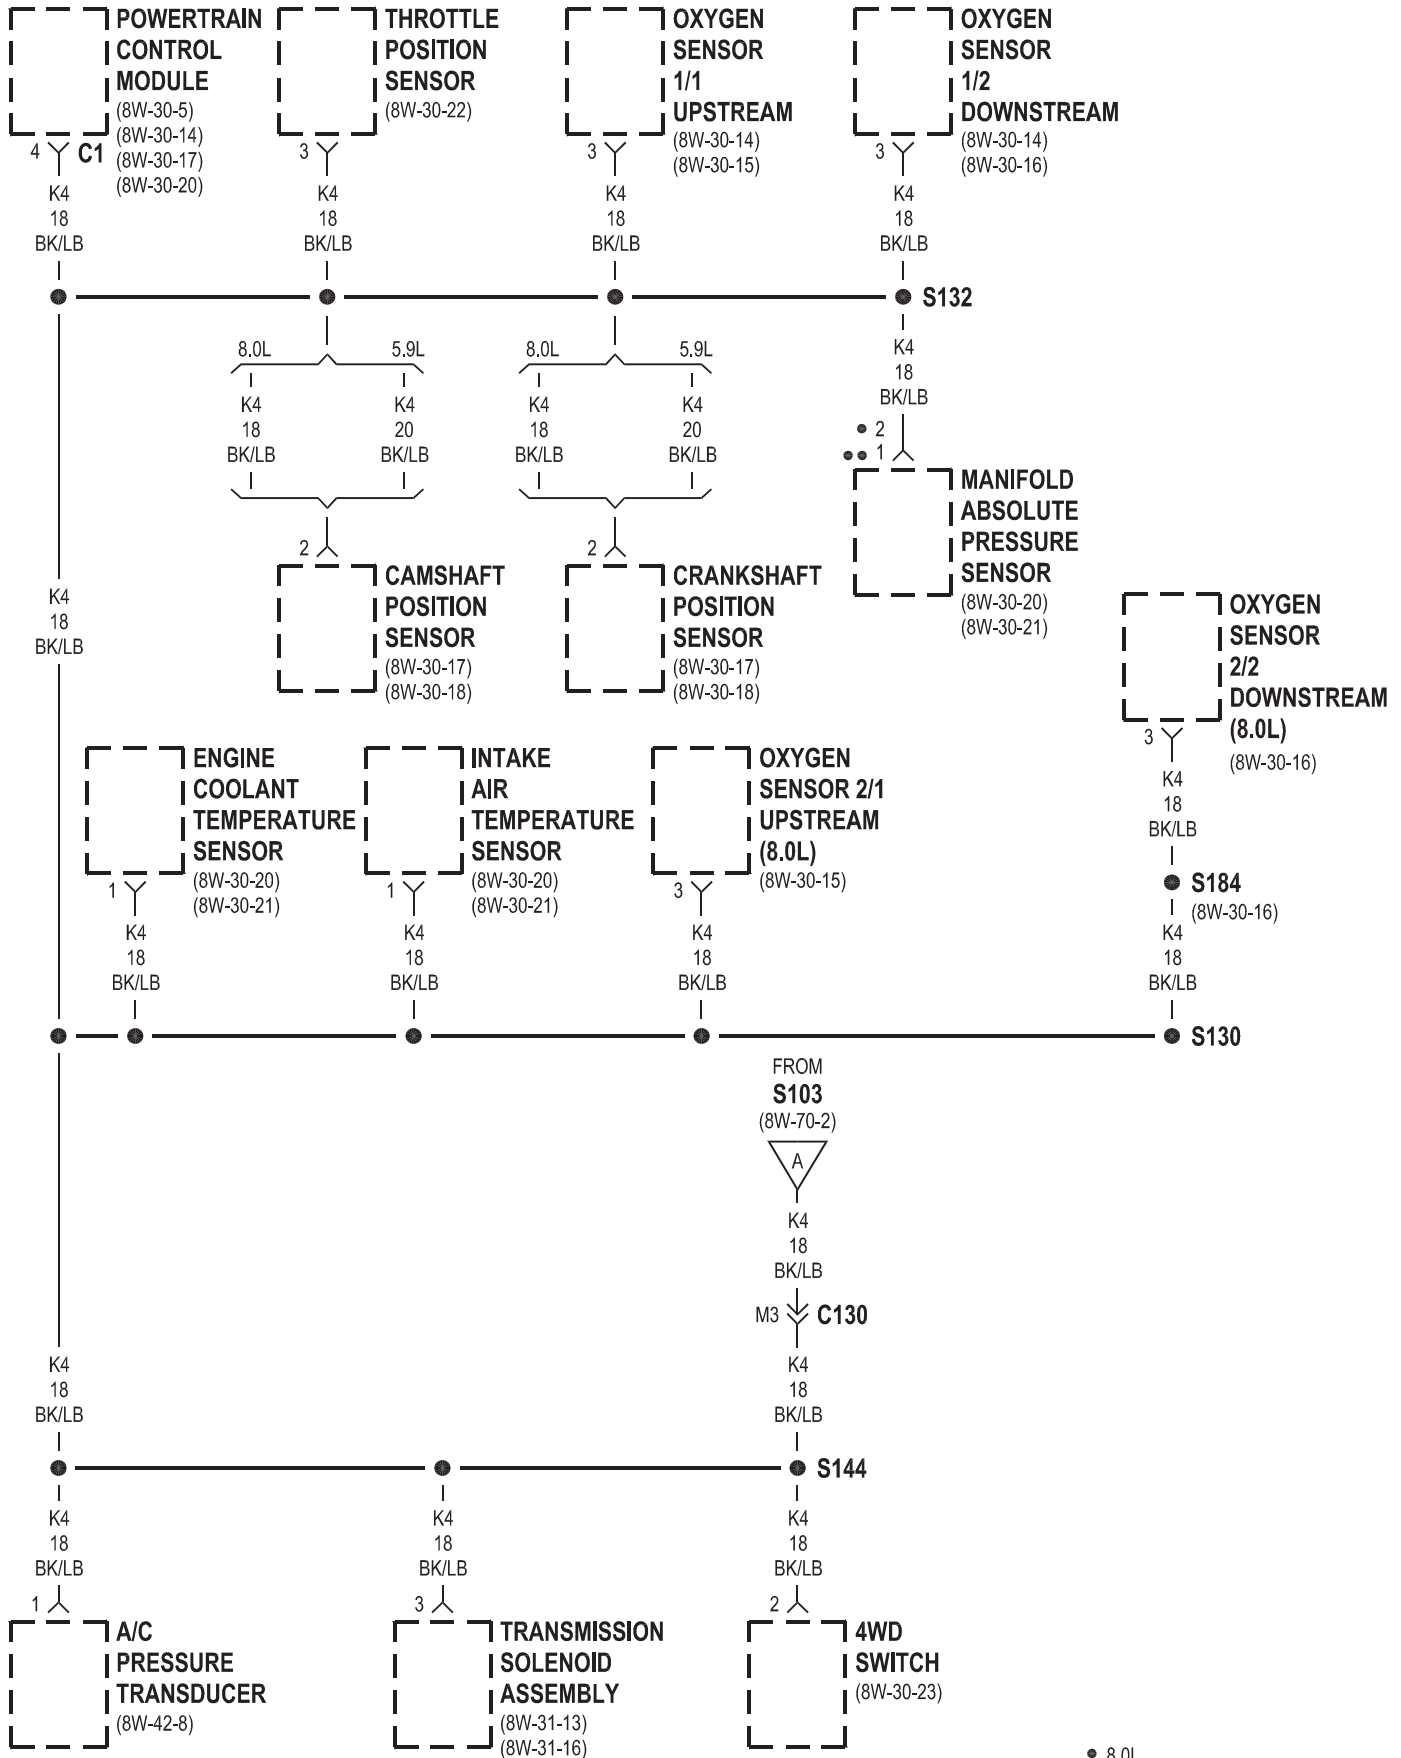 POWERTRAIN
CONTROL
MODULE
(8W-30-5)
(8W-30-14)
(8W-30-17)
(8W-30-20)
4
C1
K4
18
BK/LB
THROTTLE
POSITION
SENSOR
(8W-30-22)
3
K4
18
BK/LB
OXYGEN
SENSOR
1/1
UPSTREAM
(8W-30-14)
(8W-30-15)
3
K4
18
BK/LB
OXYGEN
SENSOR
1/2
DOWNSTREAM
(8W-30-14)
(8W-30-16)
3
K4
18
BK/LB
S132
8.0L
5.9L
K4
18
BK/LB
K4
20
BK/LB
2
CAMSHAFT
POSITION
SENSOR
(8W-30-17)
(8W-30-18)
8.0L
5.9L
K4
18
BK/LB
K4
20
BK/LB
2
CRANKSHAFT
POSITION
SENSOR
(8W-30-17)
(8W-30-18)
K4
18
BK/LB
• 2
•• 1
MANIFOLD
ABSOLUTE
PRESSURE
SENSOR
(8W-30-20)
(8W-30-21)
K4
18
BK/LB
OXYGEN
SENSOR
2/2
DOWNSTREAM
(8.0L)
(8W-30-16)
3
K4
18
BK/LB
S184
(8W-30-16)
K4
18
BK/LB
ENGINE
COOLANT
TEMPERATURE
SENSOR
(8W-30-20)
(8W-30-21)
1
K4
18
BK/LB
INTAKE
AIR
TEMPERATURE
SENSOR
(8W-30-20)
(8W-30-21)
1
K4
18
BK/LB
OXYGEN
SENSOR 2/1
UPSTREAM
(8.0L)
(8W-30-15)
3
K4
18
BK/LB
S130
FROM
S103
(8W-70-2)
A
K4
18
BK/LB
M3
C130
K4
18
BK/LB
K4
18
BK/LB
S144
K4
18
BK/LB
1
A/C
PRESSURE
TRANSDUCER
(8W-42-8)
K4
18
BK/LB
3
TRANSMISSION
SOLENOID
ASSEMBLY
(8W-31-13)
(8W-31-16)
K4
18
BK/LB
2
4WD
SWITCH
(8W-30-23)
• 8.0L